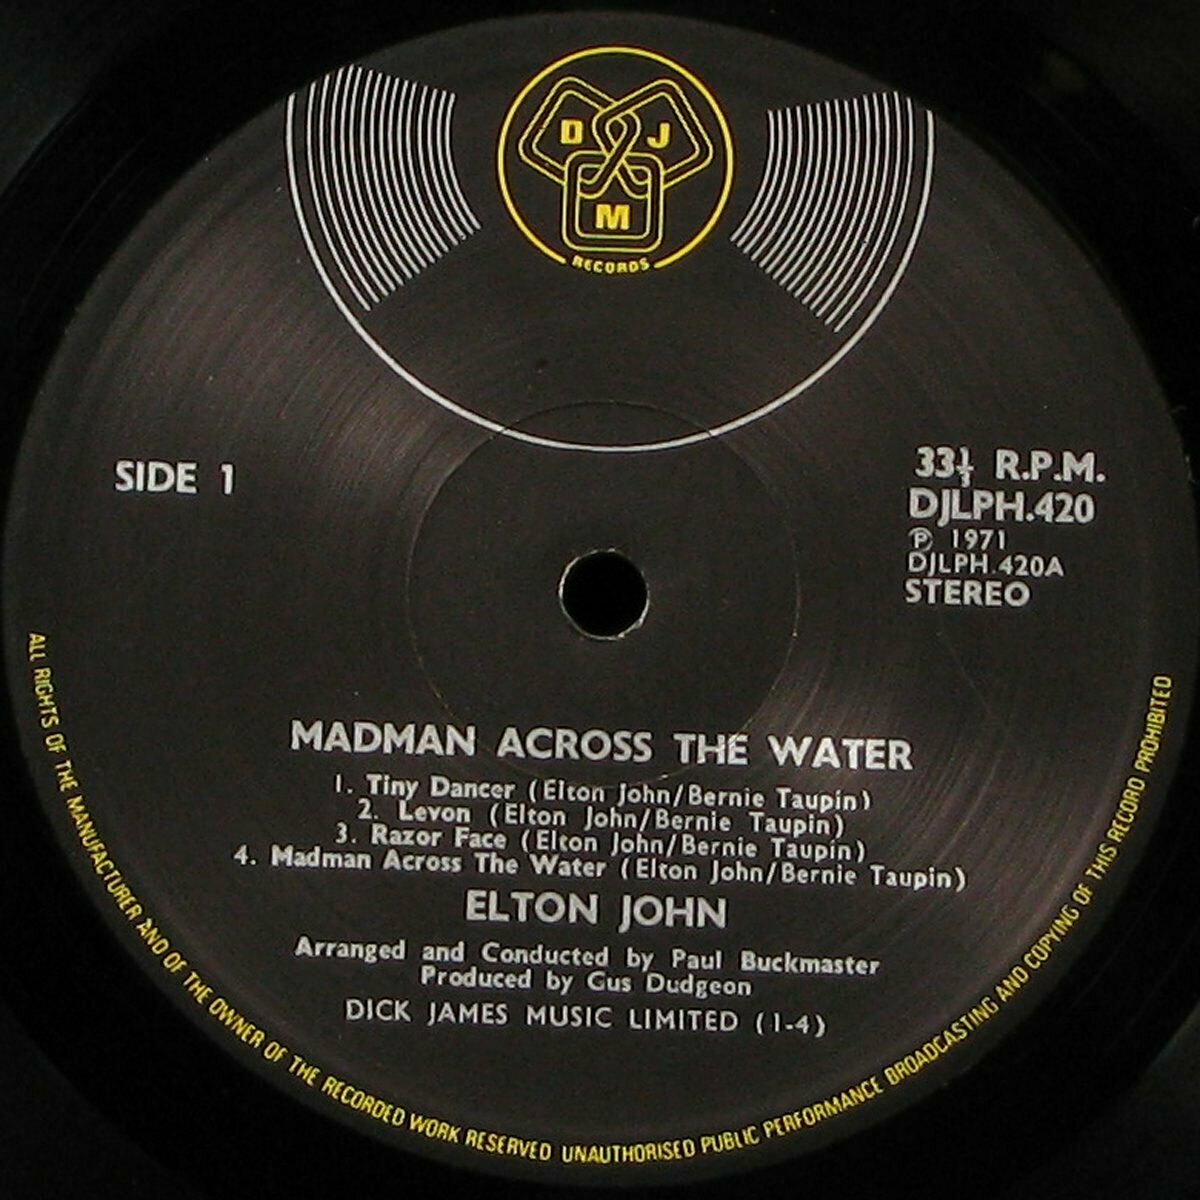 D J
M
RECORDS
SIDE 1
33⅓ R.P.M.
DJLPH.420
℗ 1971
DJLPH.420A
STEREO
MADMAN ACROSS THE WATER
1. Tiny Dancer (Elton John/Bernie Taupin)
2. Levon (Elton John/Bernie Taupin)
3. Razor Face (Elton John/Bernie Taupin)
4. Madman Across The Water (Elton John/Bernie Taupin)
ELTON JOHN
Arranged and Conducted by Paul Buckmaster
Produced by Gus Dudgeon
DICK JAMES MUSIC LIMITED (1-4)
ALL RIGHTS OF THE MANUFACTURER AND OF THE OWNER OF THE RECORDED WORK RESERVED UNAUTHORISED PUBLIC PERFORMANCE BROADCASTING AND COPYING OF THIS RECORD PROHIBITED